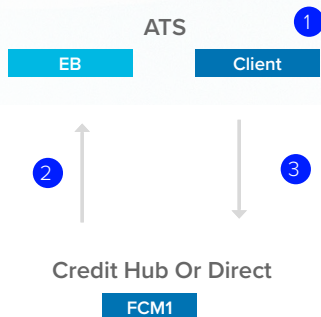 ATS
1
EB
Client
2
3
Credit Hub Or Direct
FCM1